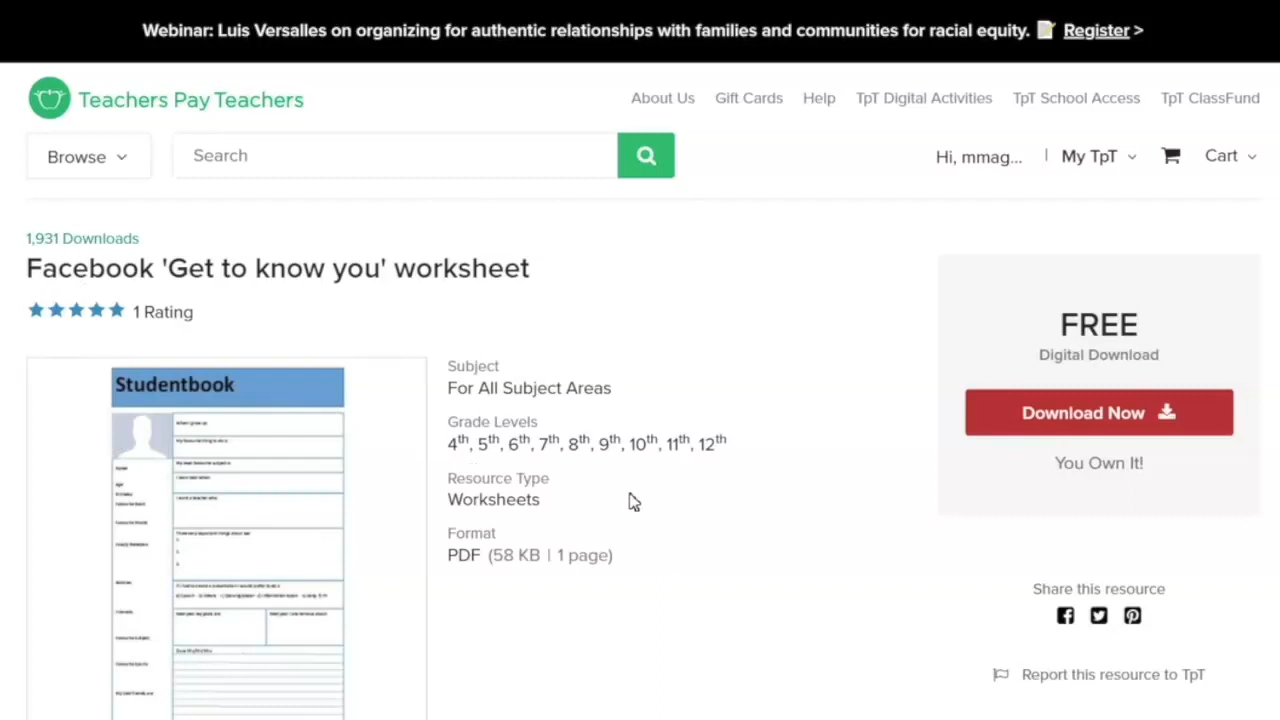 Webinar: Luis Versalles on organizing for authentic relationships with families and communities for racial equity. 📝 Register >
Teachers Pay Teachers
About Us Gift Cards Help TpT Digital Activities TpT School Access TpT ClassFund
Browse
Search
Hi, mmag... | My TpT Cart
1,931 Downloads
Facebook 'Get to know you' worksheet
1 Rating
Studentbook
Subject
For All Subject Areas
Grade Levels
4th, 5th, 6th, 7th, 8th, 9th, 10th, 11th, 12th
Resource Type
Worksheets
Format
PDF (58 KB | 1 page)
FREE
Digital Download
Download Now
You Own It!
Share this resource
Report this resource to TpT